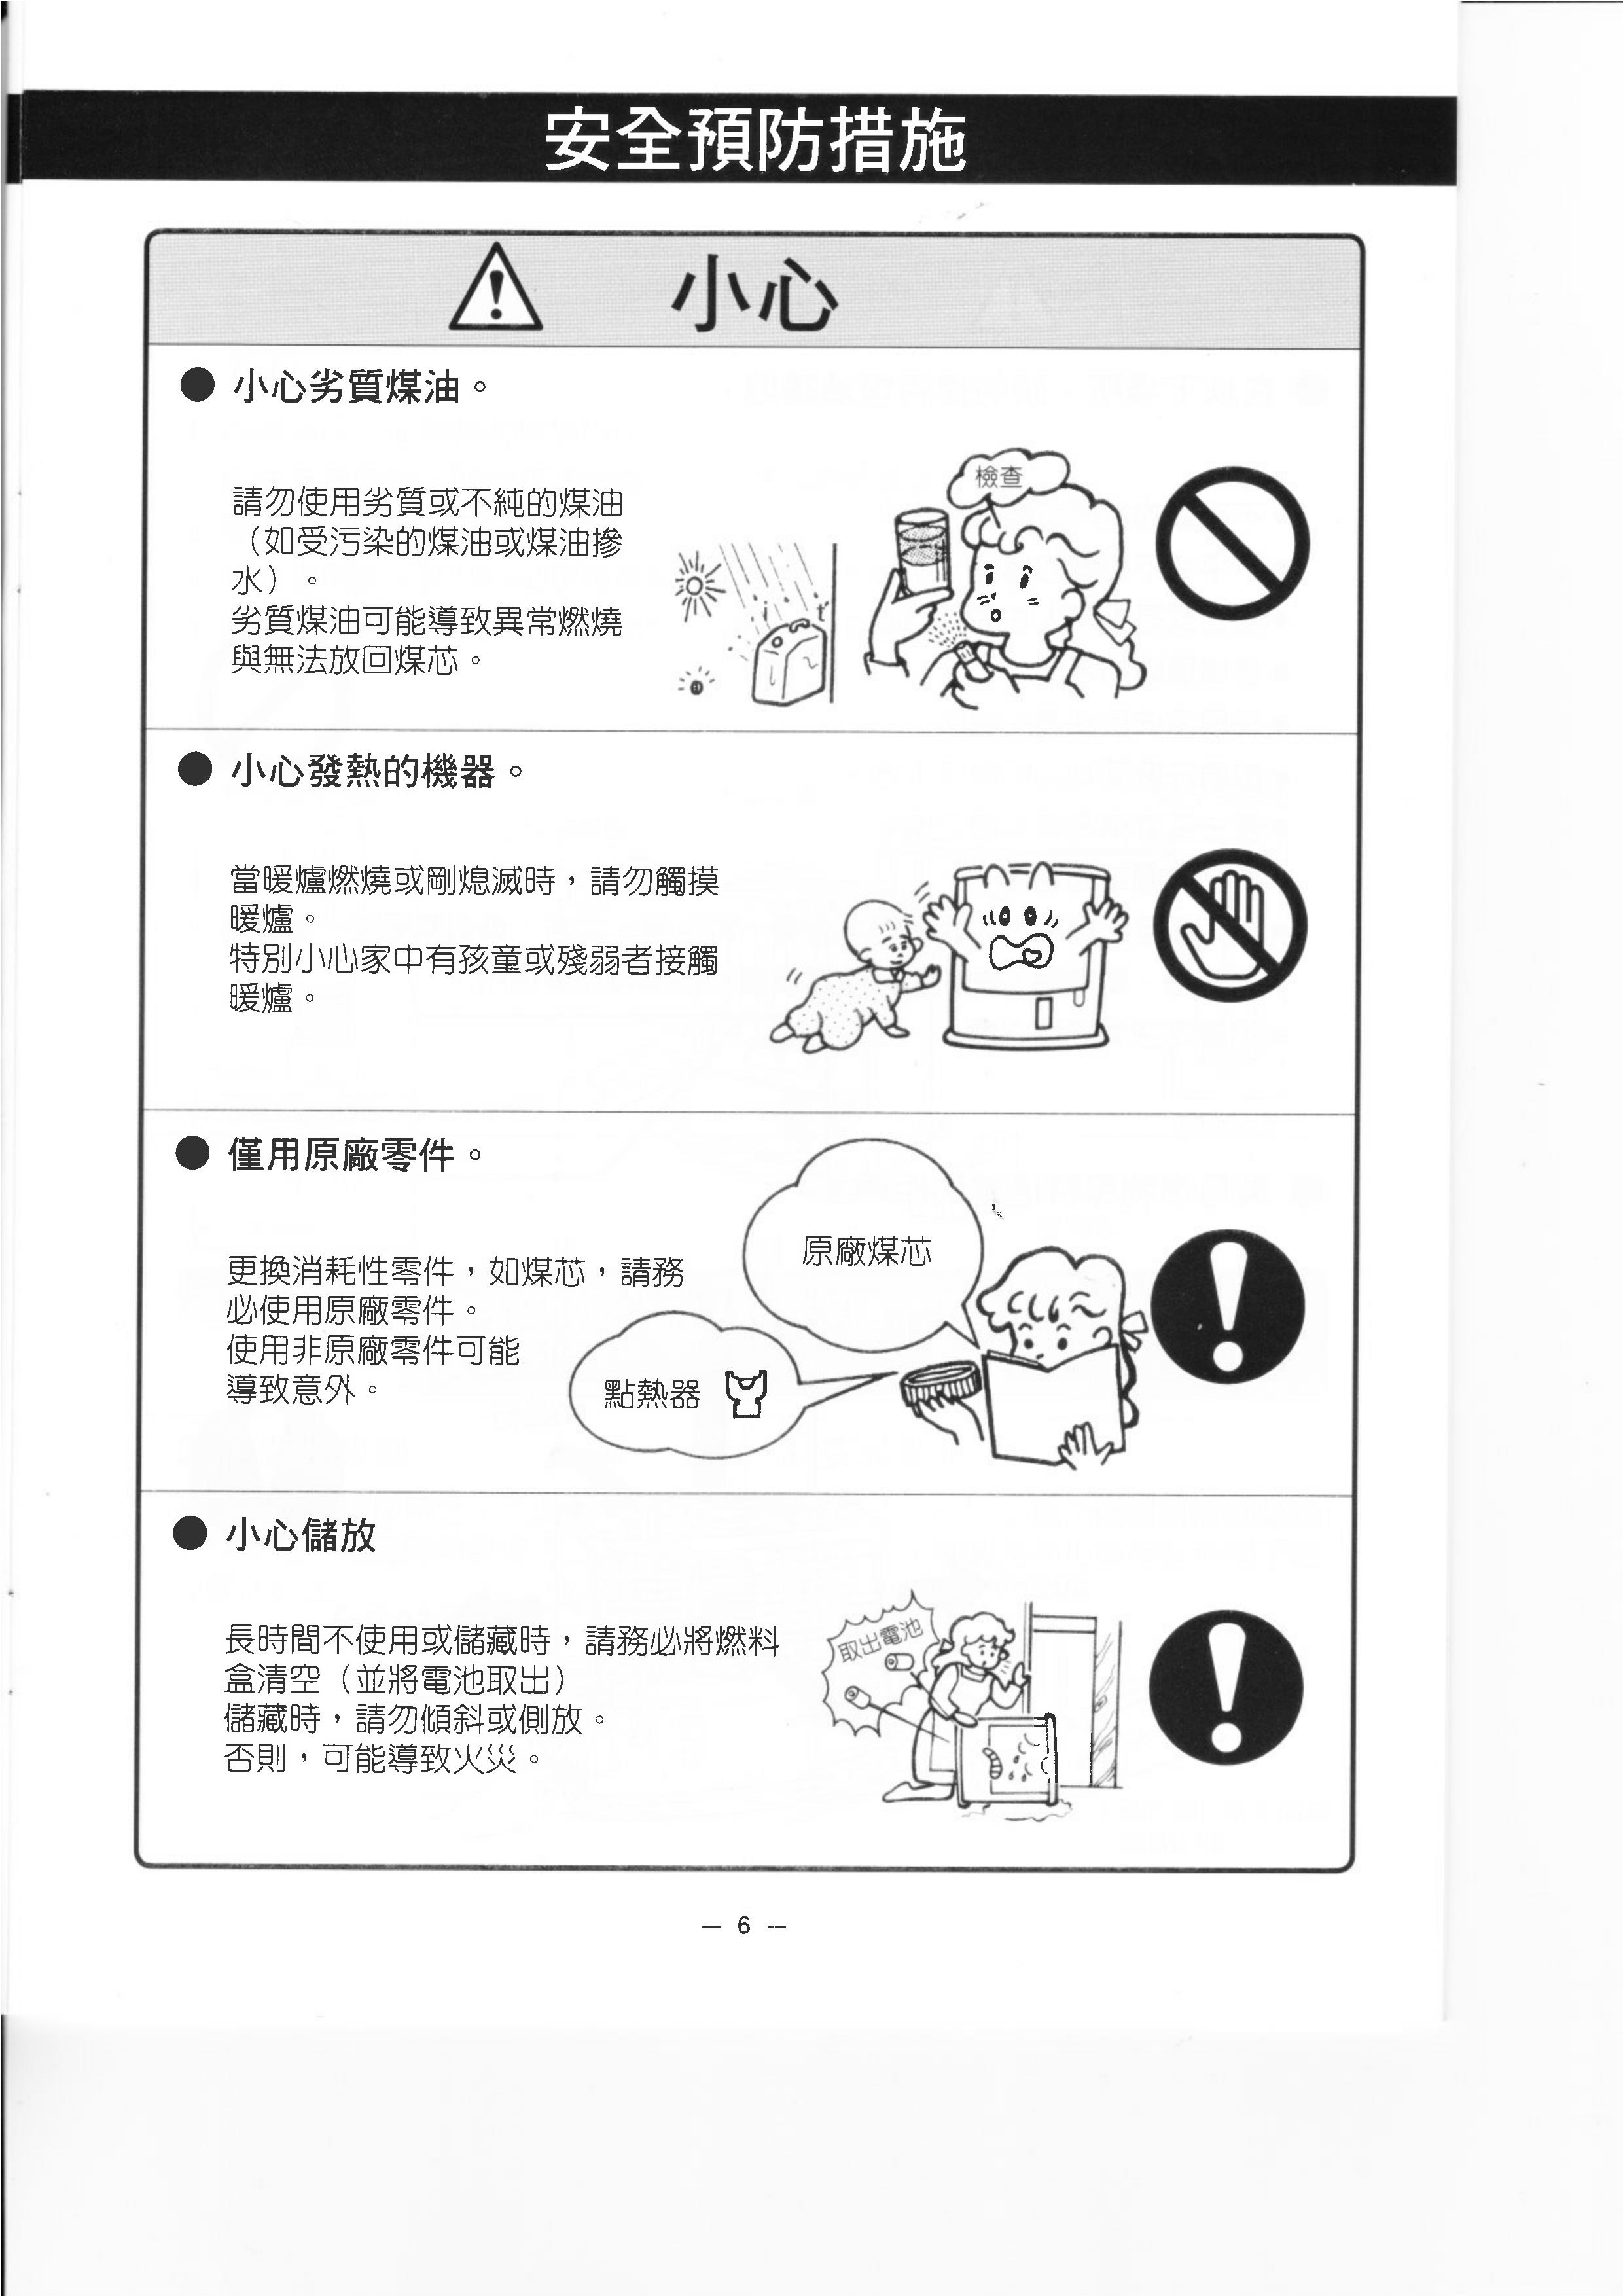 安全預防措施
小心
● 小心劣質煤油。
請勿使用劣質或不純的煤油
（如受污染的煤油或煤油摻
水）。
劣質煤油可能導致異常燃燒
與無法放回煤芯。
檢查
● 小心發熱的機器。
當暖爐燃燒或剛熄滅時，請勿觸摸
暖爐。
特別小心家中有孩童或殘弱者接觸
暖爐。
● 僅用原廠零件。
更換消耗性零件，如煤芯，請務
必使用原廠零件。
使用非原廠零件可能
導致意外。
原廠煤芯
點熱器
● 小心儲放
長時間不使用或儲藏時，請務必將燃料
盒清空（並將電池取出）
儲藏時，請勿傾斜或側放。
否則，可能導致火災。
取出電池
— 6 —